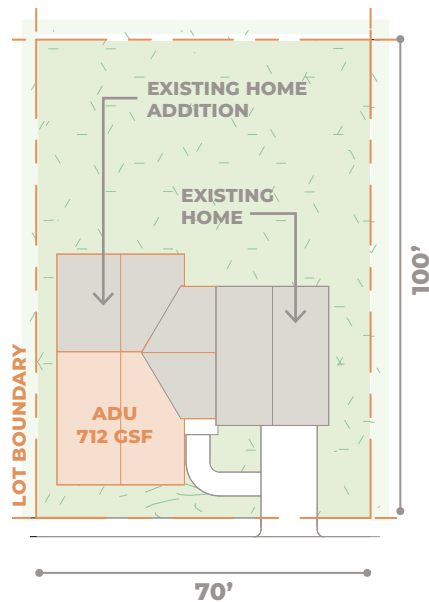 EXISTING HOME
ADDITION
EXISTING
HOME
100’
LOT BOUNDARY
ADU
712 GSF
70’